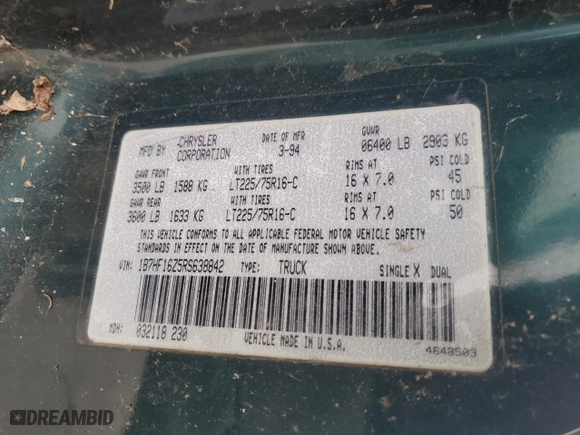 MFD BY CHRYSLER CORPORATION DATE OF MFR 3-94 GVWR 06400 LB 2903 KG
GAWR FRONT WITH TIRES RIMS AT PSI COLD
3500 LB 1588 KG LT225/75R16-C 16 X 7.0 45
GAWR REAR WITH TIRES RIMS AT PSI COLD
3600 LB 1633 KG LT225/75R16-C 16 X 7.0 50
THIS VEHICLE CONFORMS TO ALL APPLICABLE FEDERAL MOTOR VEHICLE SAFETY
STANDARDS IN EFFECT ON THE DATE OF MANUFACTURE SHOWN ABOVE
VIN: 1B7HF16Z5RS638842 TYPE: TRUCK SINGLE X DUAL
MDH: 032118 230 VEHICLE MADE IN U.S.A. 4648503
DREAMBID